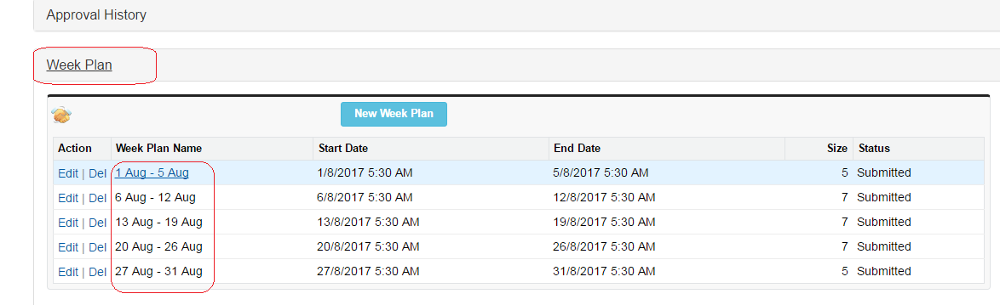 Approval History
Week Plan
New Week Plan
Action Week Plan Name Start Date End Date Size Status
Edit | Del 1 Aug - 5 Aug 1/8/2017 5:30 AM 5/8/2017 5:30 AM 5 Submitted
Edit | Del 6 Aug - 12 Aug 6/8/2017 5:30 AM 12/8/2017 5:30 AM 7 Submitted
Edit | Del 13 Aug - 19 Aug 13/8/2017 5:30 AM 19/8/2017 5:30 AM 7 Submitted
Edit | Del 20 Aug - 26 Aug 20/8/2017 5:30 AM 26/8/2017 5:30 AM 7 Submitted
Edit | Del 27 Aug - 31 Aug 27/8/2017 5:30 AM 31/8/2017 5:30 AM 5 Submitted